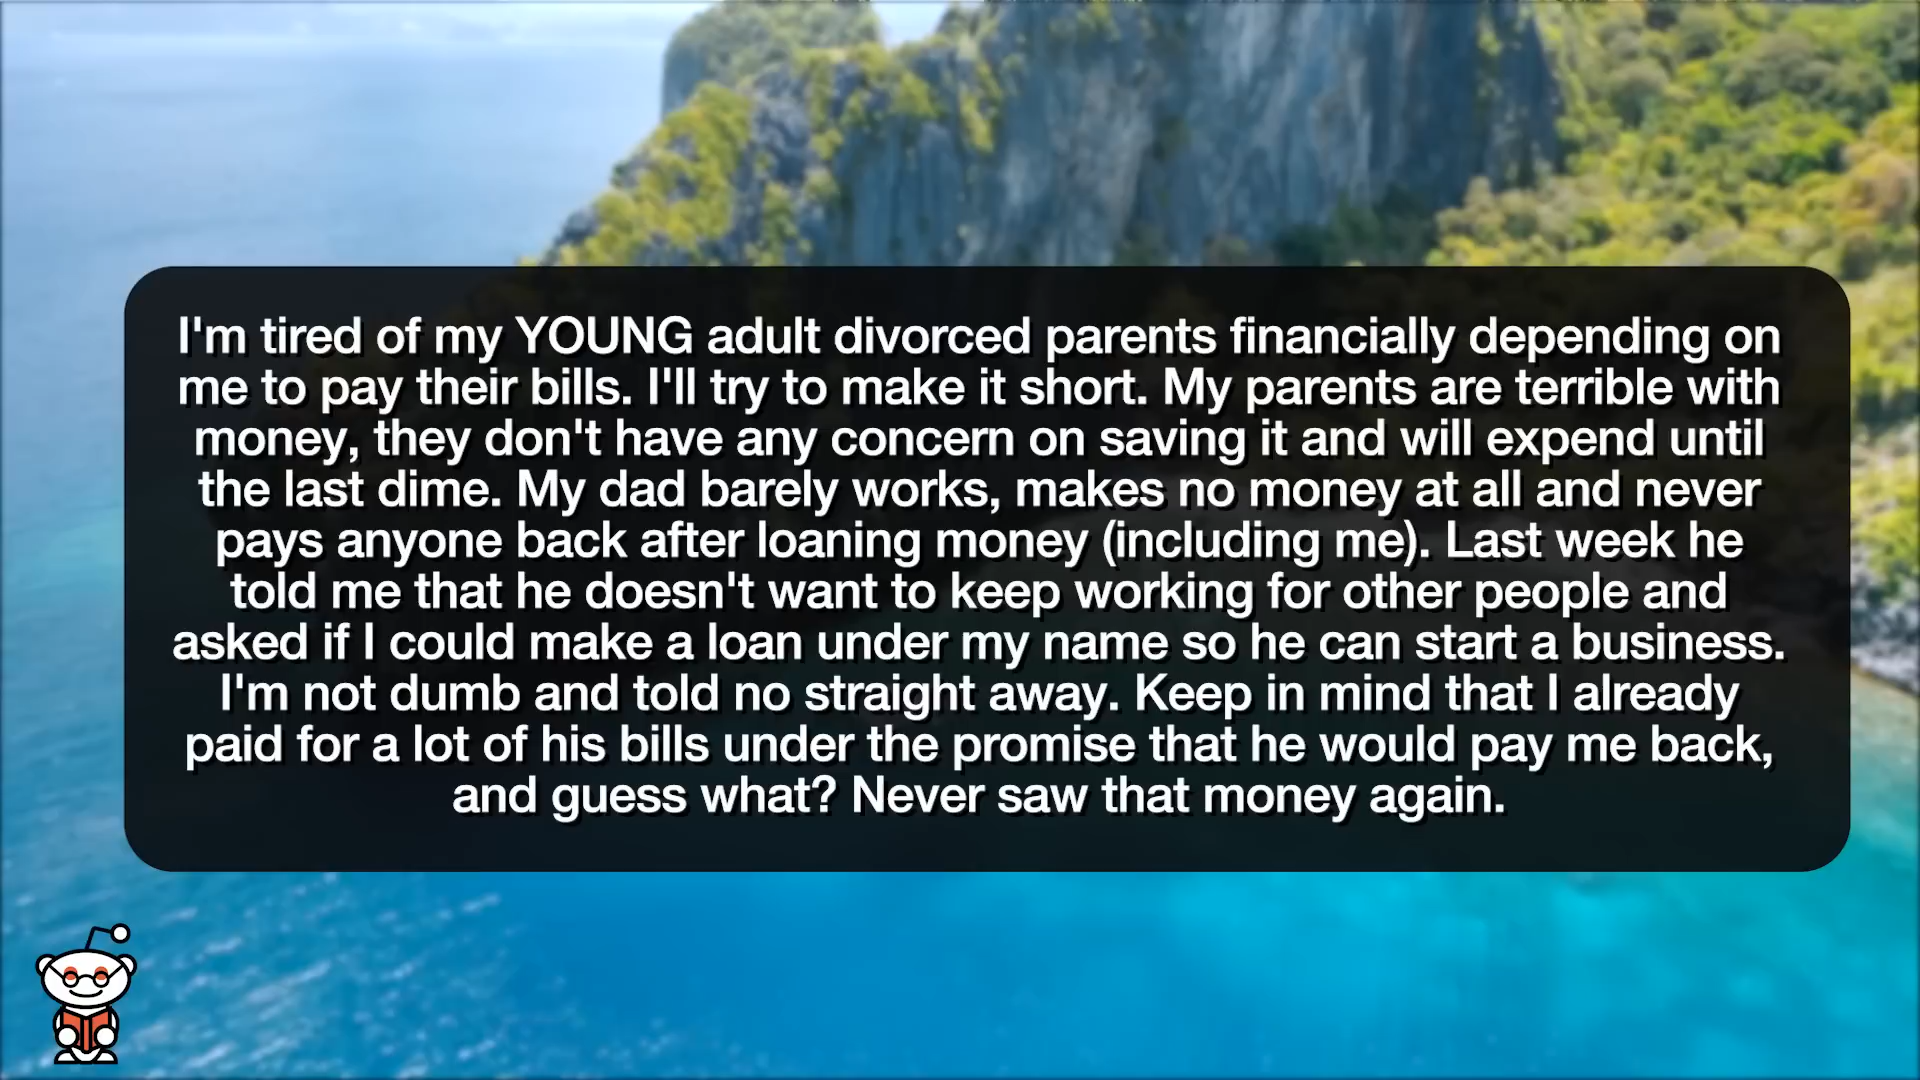 I'm tired of my YOUNG adult divorced parents financially depending on
me to pay their bills. I'll try to make it short. My parents are terrible with
money, they don't have any concern on saving it and will expend until
the last dime. My dad barely works, makes no money at all and never
pays anyone back after loaning money (including me). Last week he
told me that he doesn't want to keep working for other people and
asked if I could make a loan under my name so he can start a business.
I'm not dumb and told no straight away. Keep in mind that I already
paid for a lot of his bills under the promise that he would pay me back,
and guess what? Never saw that money again.